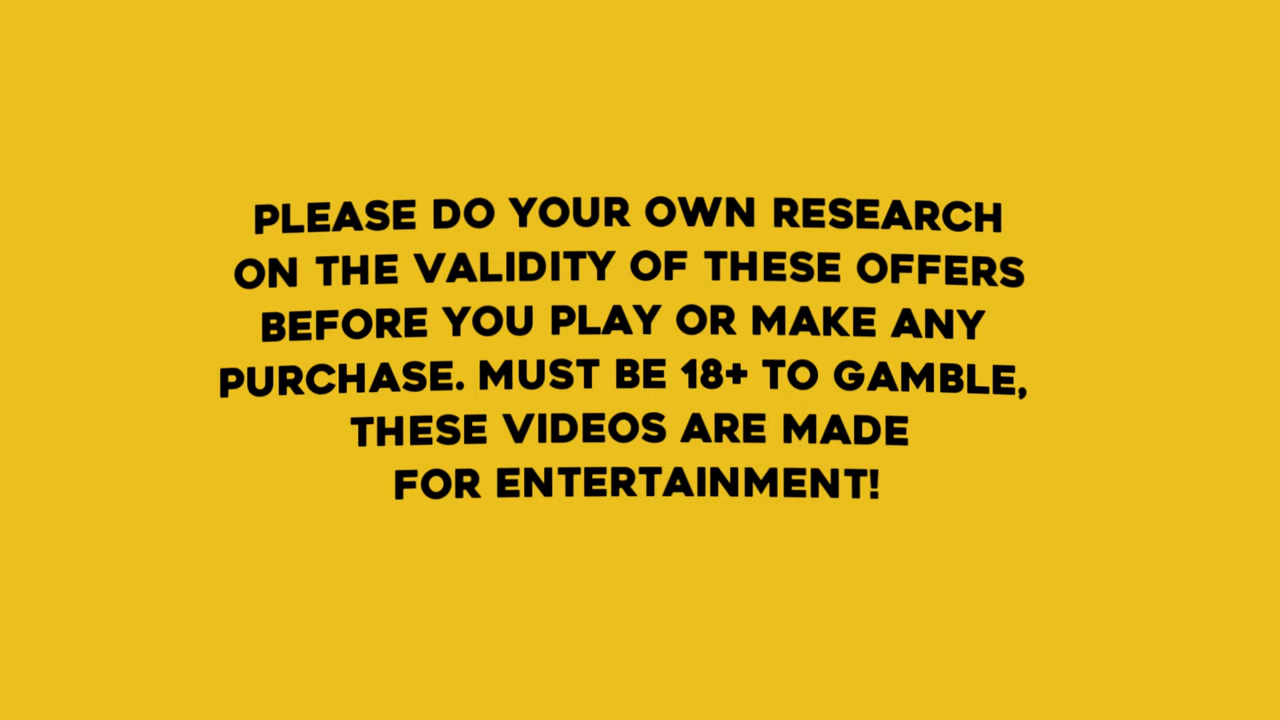 PLEASE DO YOUR OWN RESEARCH
ON THE VALIDITY OF THESE OFFERS
BEFORE YOU PLAY OR MAKE ANY
PURCHASE. MUST BE 18+ TO GAMBLE,
THESE VIDEOS ARE MADE
FOR ENTERTAINMENT!